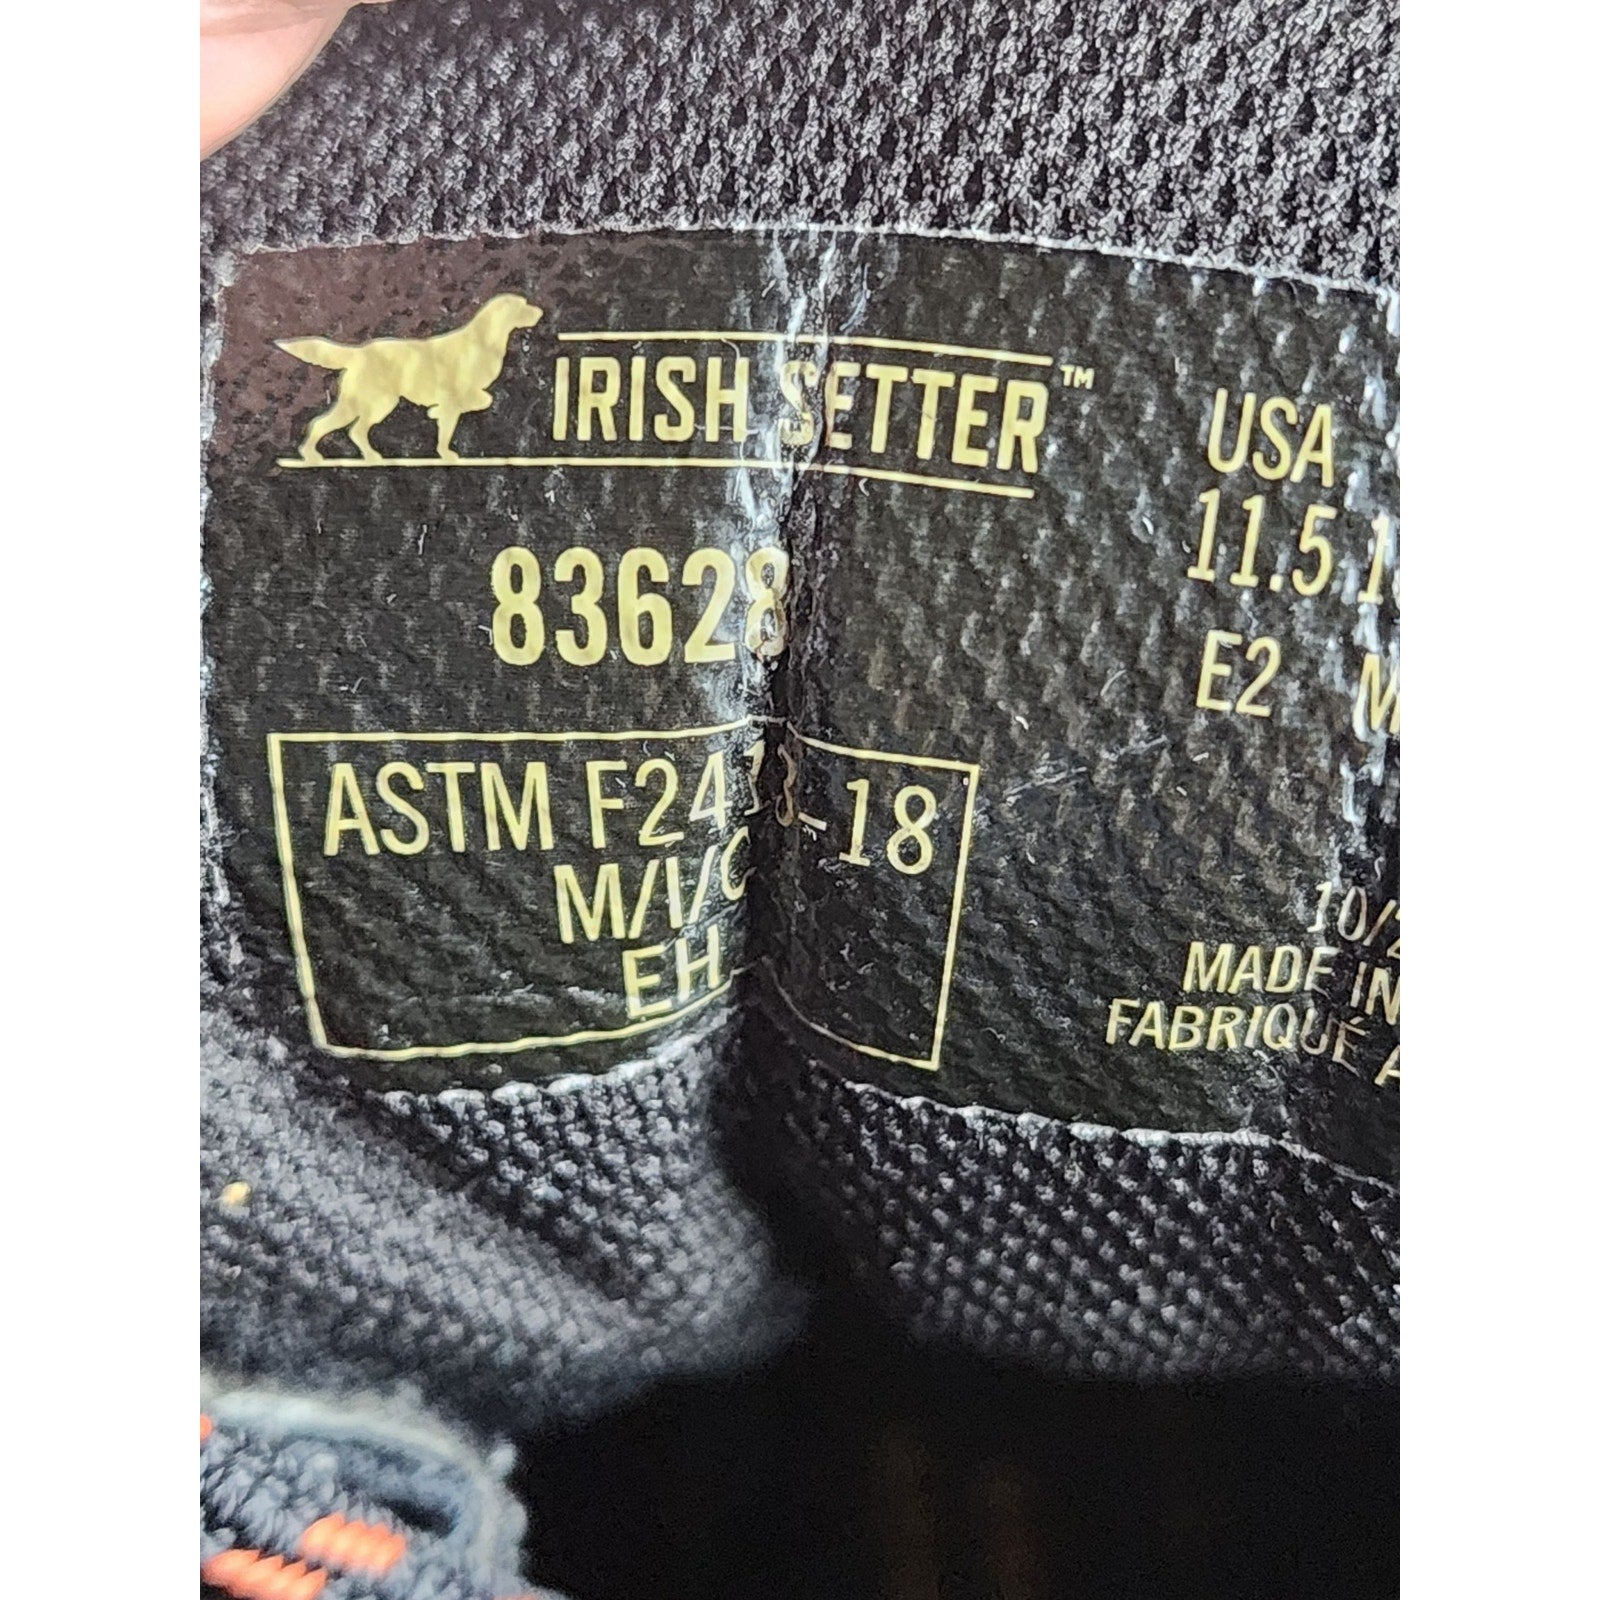 IRISH SETTER™
83628
ASTM F2413-18
M/I/C
EH
USA
11.5
E2
MADE IN
FABRIQUÉ